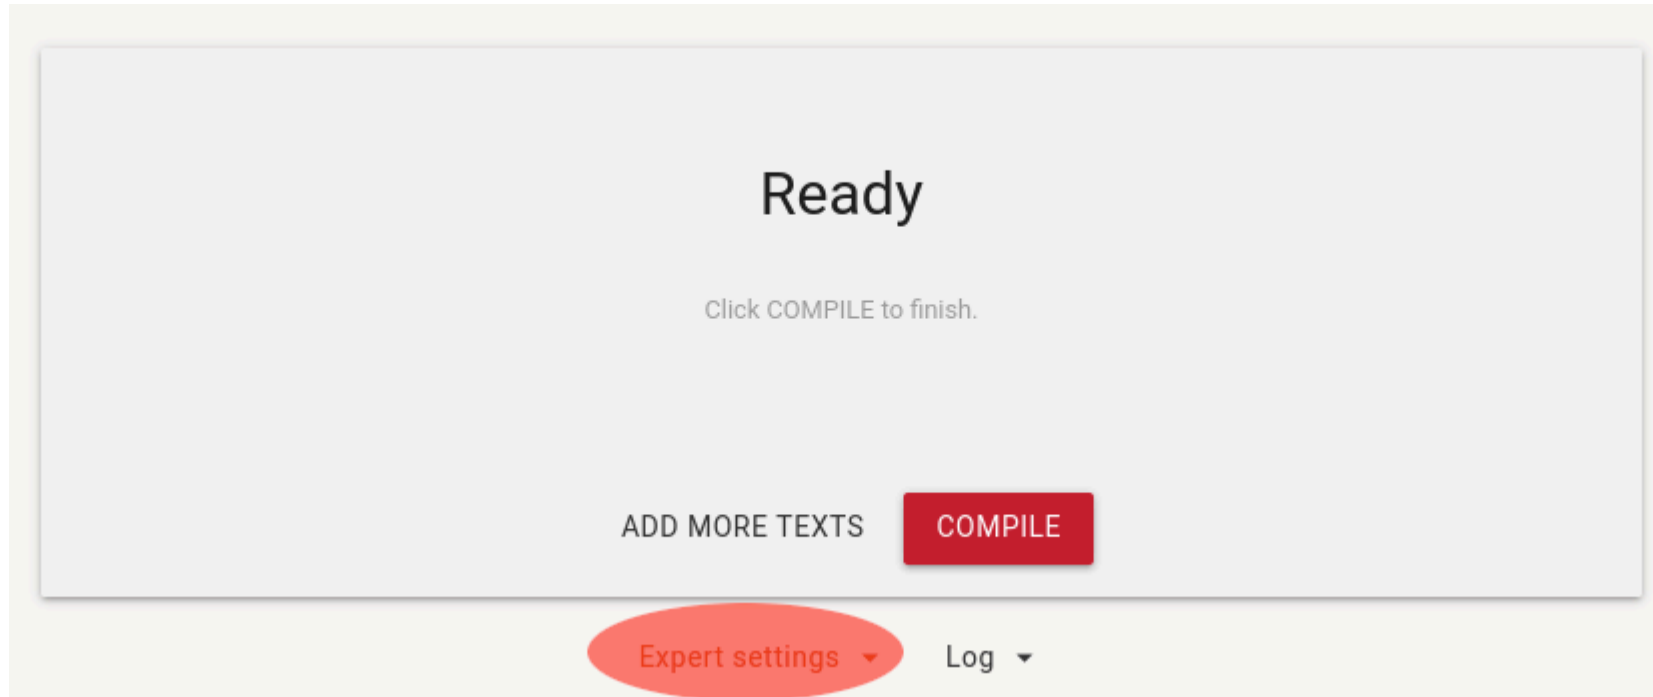 Ready
Click COMPILE to finish.
ADD MORE TEXTS COMPILE
Expert settings Log